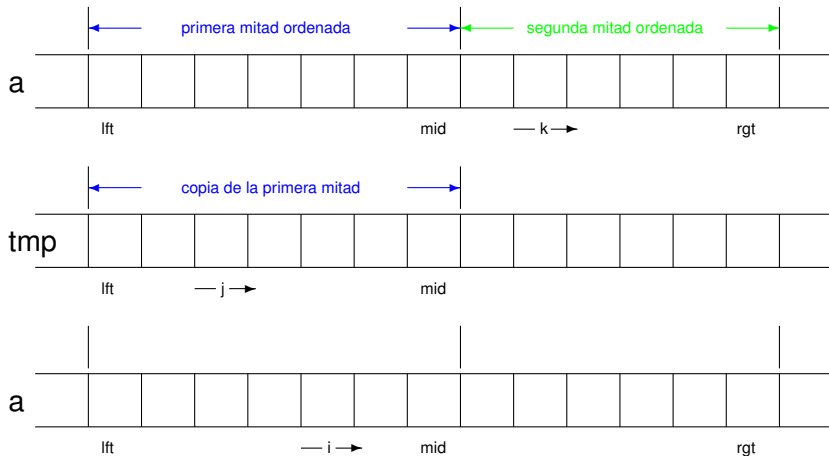 primera mitad ordenada segunda mitad ordenada
a
lft mid k rgt
copia de la primera mitad
tmp
lft j mid
a
lft i mid rgt